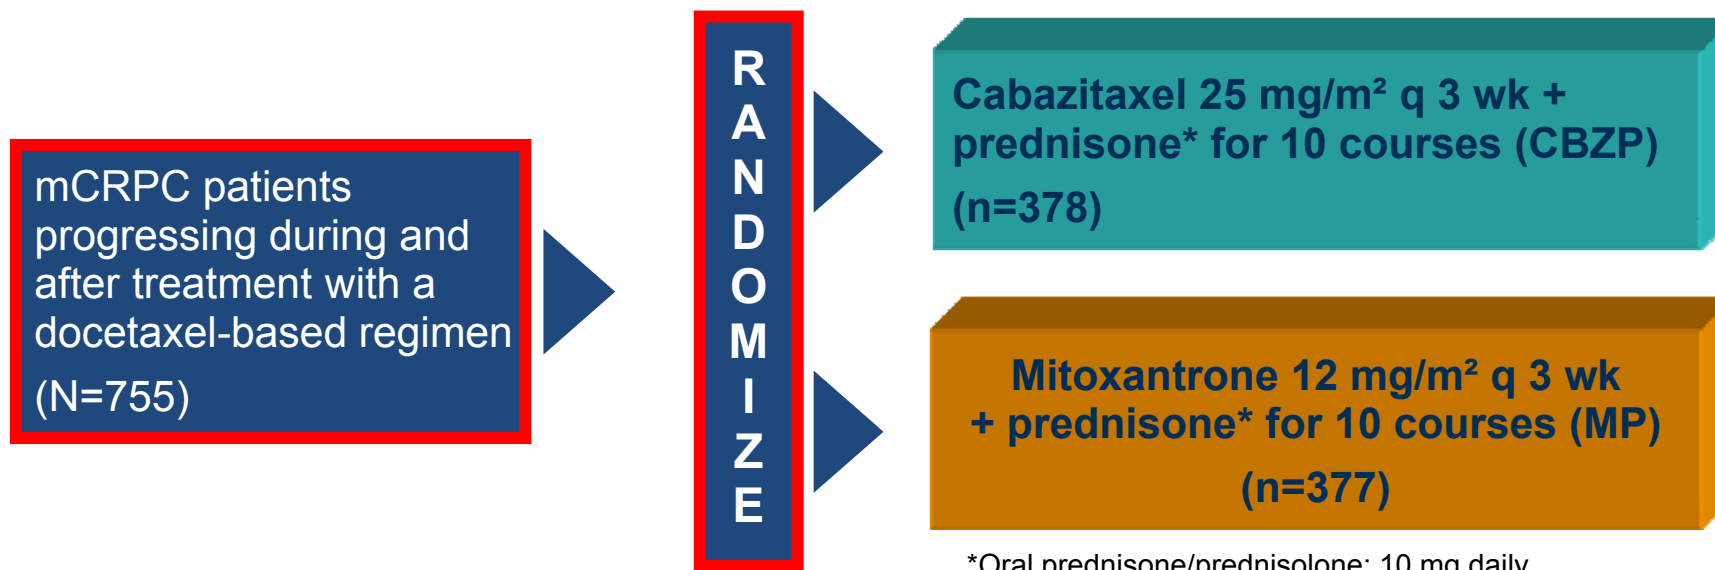 mCRPC patients
progressing during and
after treatment with a
docetaxel-based regimen
(N=755)
R
A
N
D
O
M
I
Z
E
Cabazitaxel 25 mg/m² q 3 wk +
prednisone* for 10 courses (CBZP)
(n=378)
Mitoxantrone 12 mg/m² q 3 wk
+ prednisone* for 10 courses (MP)
(n=377)
*Oral prednisone/prednisolone: 10 mg daily